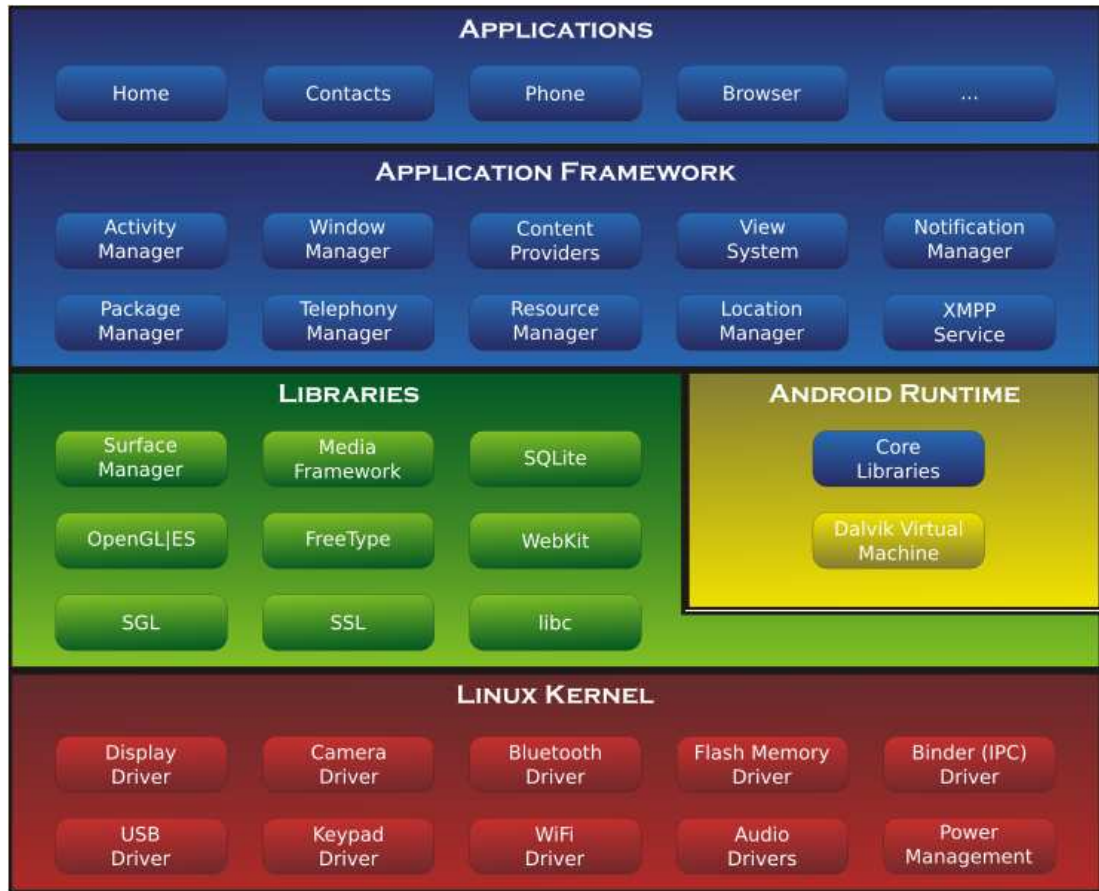 APPLICATIONS
Home
Contacts
Phone
Browser
...
APPLICATION FRAMEWORK
Activity
Manager
Window
Manager
Content
Providers
View
System
Notification
Manager
Package
Manager
Telephony
Manager
Resource
Manager
Location
Manager
XMPP
Service
LIBRARIES
Surface
Manager
Media
Framework
SQLite
OpenGL|ES
FreeType
WebKit
SGL
SSL
libc
ANDROID RUNTIME
Core
Libraries
Dalvik Virtual
Machine
LINUX KERNEL
Display
Driver
Camera
Driver
Bluetooth
Driver
Flash Memory
Driver
Binder (IPC)
Driver
USB
Driver
Keypad
Driver
WiFi
Driver
Audio
Drivers
Power
Management